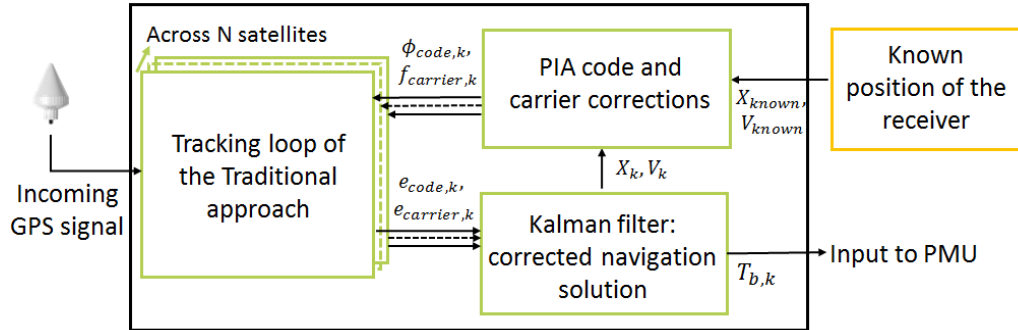 Across N satellites
Tracking loop of
the Traditional
approach
Incoming
GPS signal
ϕ_code,k,
f_carrier,k
PIA code and
carrier corrections
X_known,
V_known
Known
position of the
receiver
e_code,k,
e_carrier,k
X_k, V_k
Kalman filter:
corrected navigation
solution
T_b,k
Input to PMU